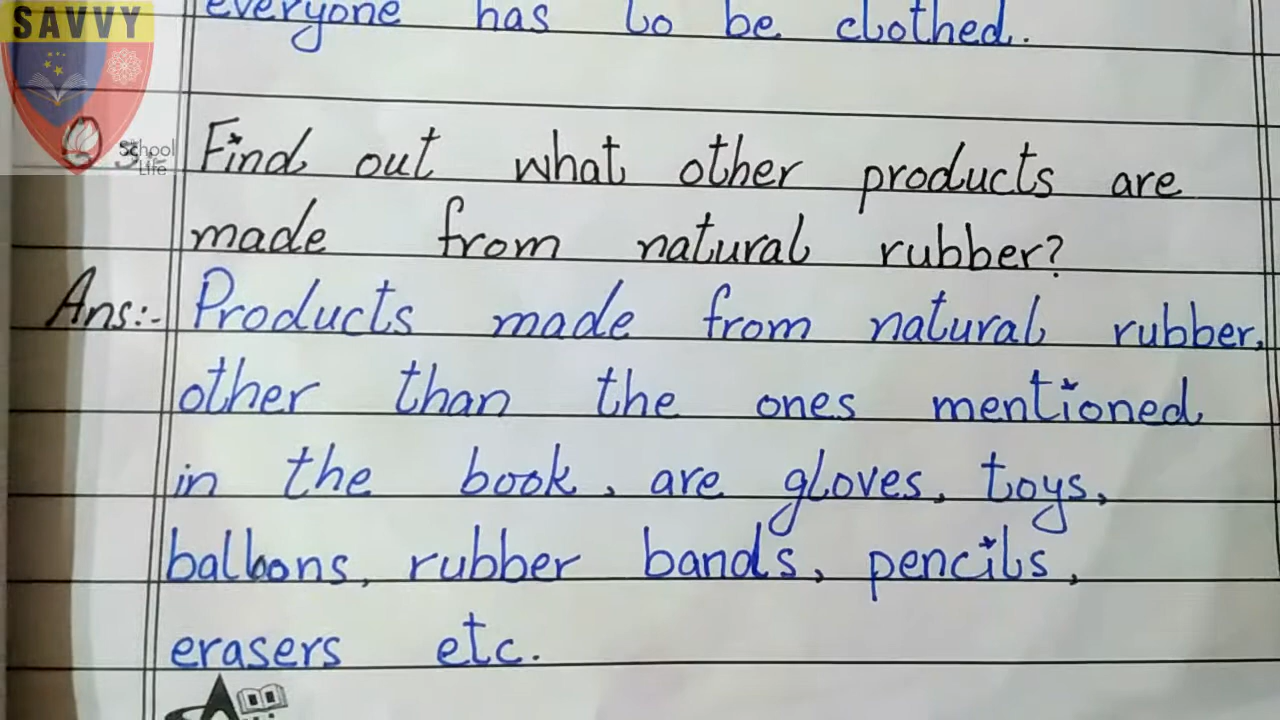 everyone has to be clothed.
SAVVY
School
Life
Q 3:- Find out what other products are
made from natural rubber?
Ans:- Products made from natural rubber,
other than the ones mentioned
in the book, are gloves, toys,
balloons, rubber bands, pencils,
erasers etc.